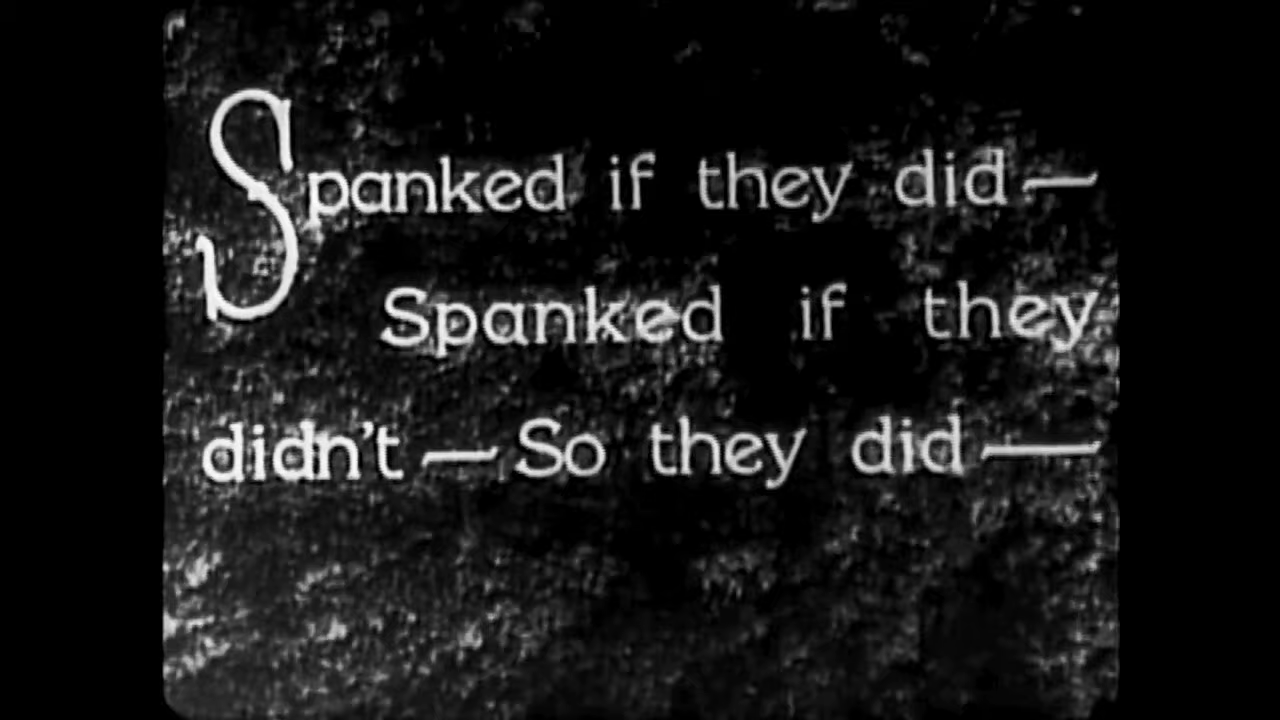 Spanked if they did—
Spanked if they
didn't—So they did—